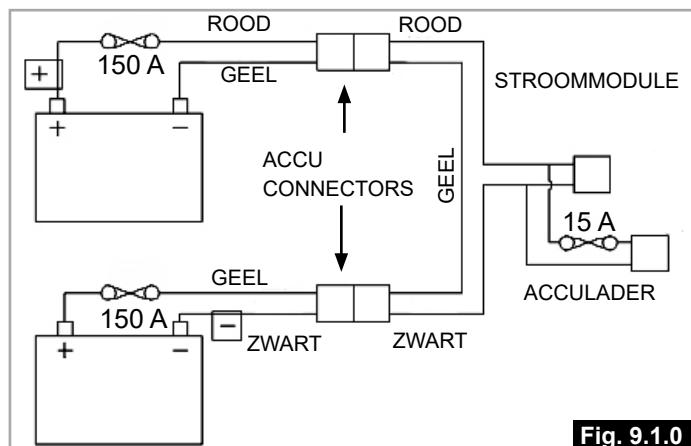 ROOD
ROOD
150 A
+
GEEL
STROOMMODULE
+ −
ACCU
CONNECTORS
GEEL
15 A
GEEL
ACCULADER
150 A
−
ZWART
ZWART
+ −
Fig. 9.1.0